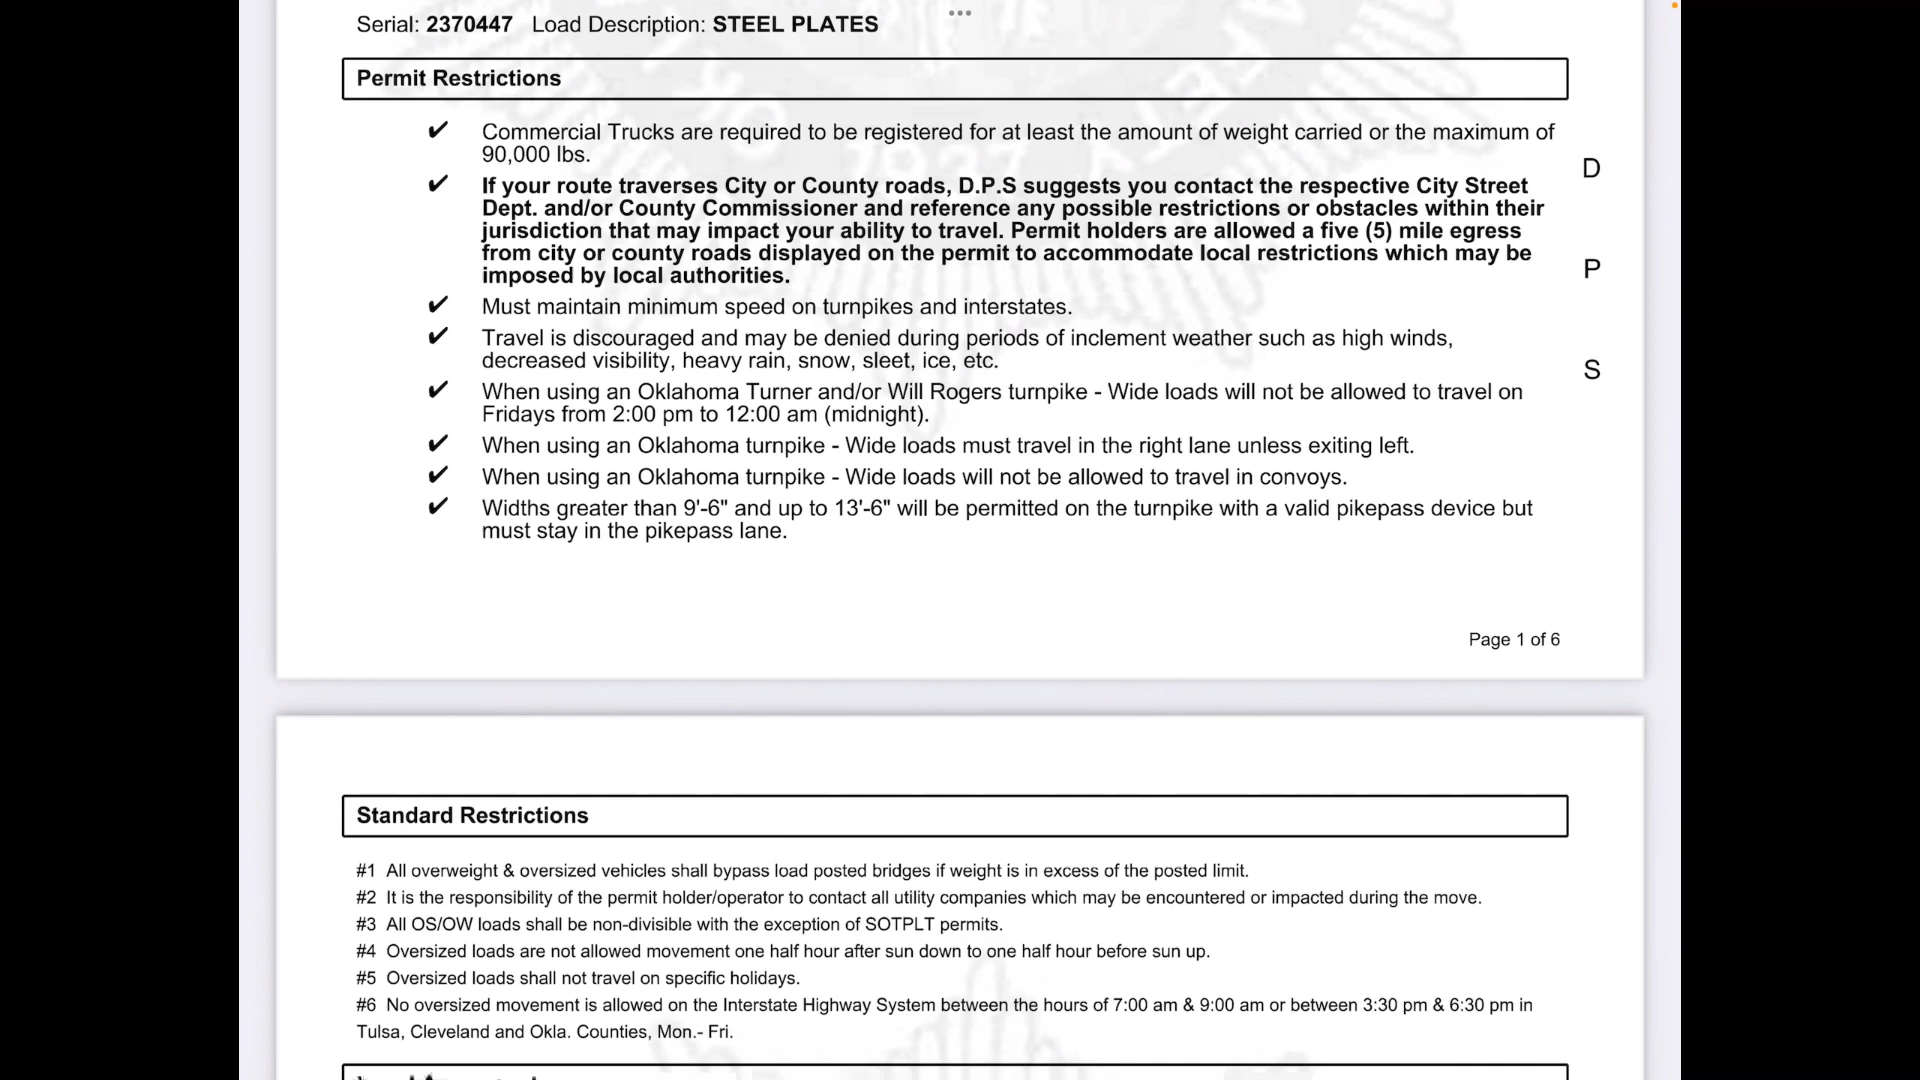 Serial: 2370447 Load Description: STEEL PLATES
Permit Restrictions
✔ Commercial Trucks are required to be registered for at least the amount of weight carried or the maximum of
90,000 lbs.
✔ If your route traverses City or County roads, D.P.S suggests you contact the respective City Street
Dept. and/or County Commissioner and reference any possible restrictions or obstacles within their
jurisdiction that may impact your ability to travel. Permit holders are allowed a five (5) mile egress
from city or county roads displayed on the permit to accommodate local restrictions which may be
imposed by local authorities.
✔ Must maintain minimum speed on turnpikes and interstates.
✔ Travel is discouraged and may be denied during periods of inclement weather such as high winds,
decreased visibility, heavy rain, snow, sleet, ice, etc.
✔ When using an Oklahoma Turner and/or Will Rogers turnpike - Wide loads will not be allowed to travel on
Fridays from 2:00 pm to 12:00 am (midnight).
✔ When using an Oklahoma turnpike - Wide loads must travel in the right lane unless exiting left.
✔ When using an Oklahoma turnpike - Wide loads will not be allowed to travel in convoys.
✔ Widths greater than 9'-6" and up to 13'-6" will be permitted on the turnpike with a valid pikepass device but
must stay in the pikepass lane.
D
P
S
Page 1 of 6
Standard Restrictions
#1 All overweight & oversized vehicles shall bypass load posted bridges if weight is in excess of the posted limit.
#2 It is the responsibility of the permit holder/operator to contact all utility companies which may be encountered or impacted during the move.
#3 All OS/OW loads shall be non-divisible with the exception of SOTPLT permits.
#4 Oversized loads are not allowed movement one half hour after sun down to one half hour before sun up.
#5 Oversized loads shall not travel on specific holidays.
#6 No oversized movement is allowed on the Interstate Highway System between the hours of 7:00 am & 9:00 am or between 3:30 pm & 6:30 pm in
Tulsa, Cleveland and Okla. Counties, Mon.- Fri.